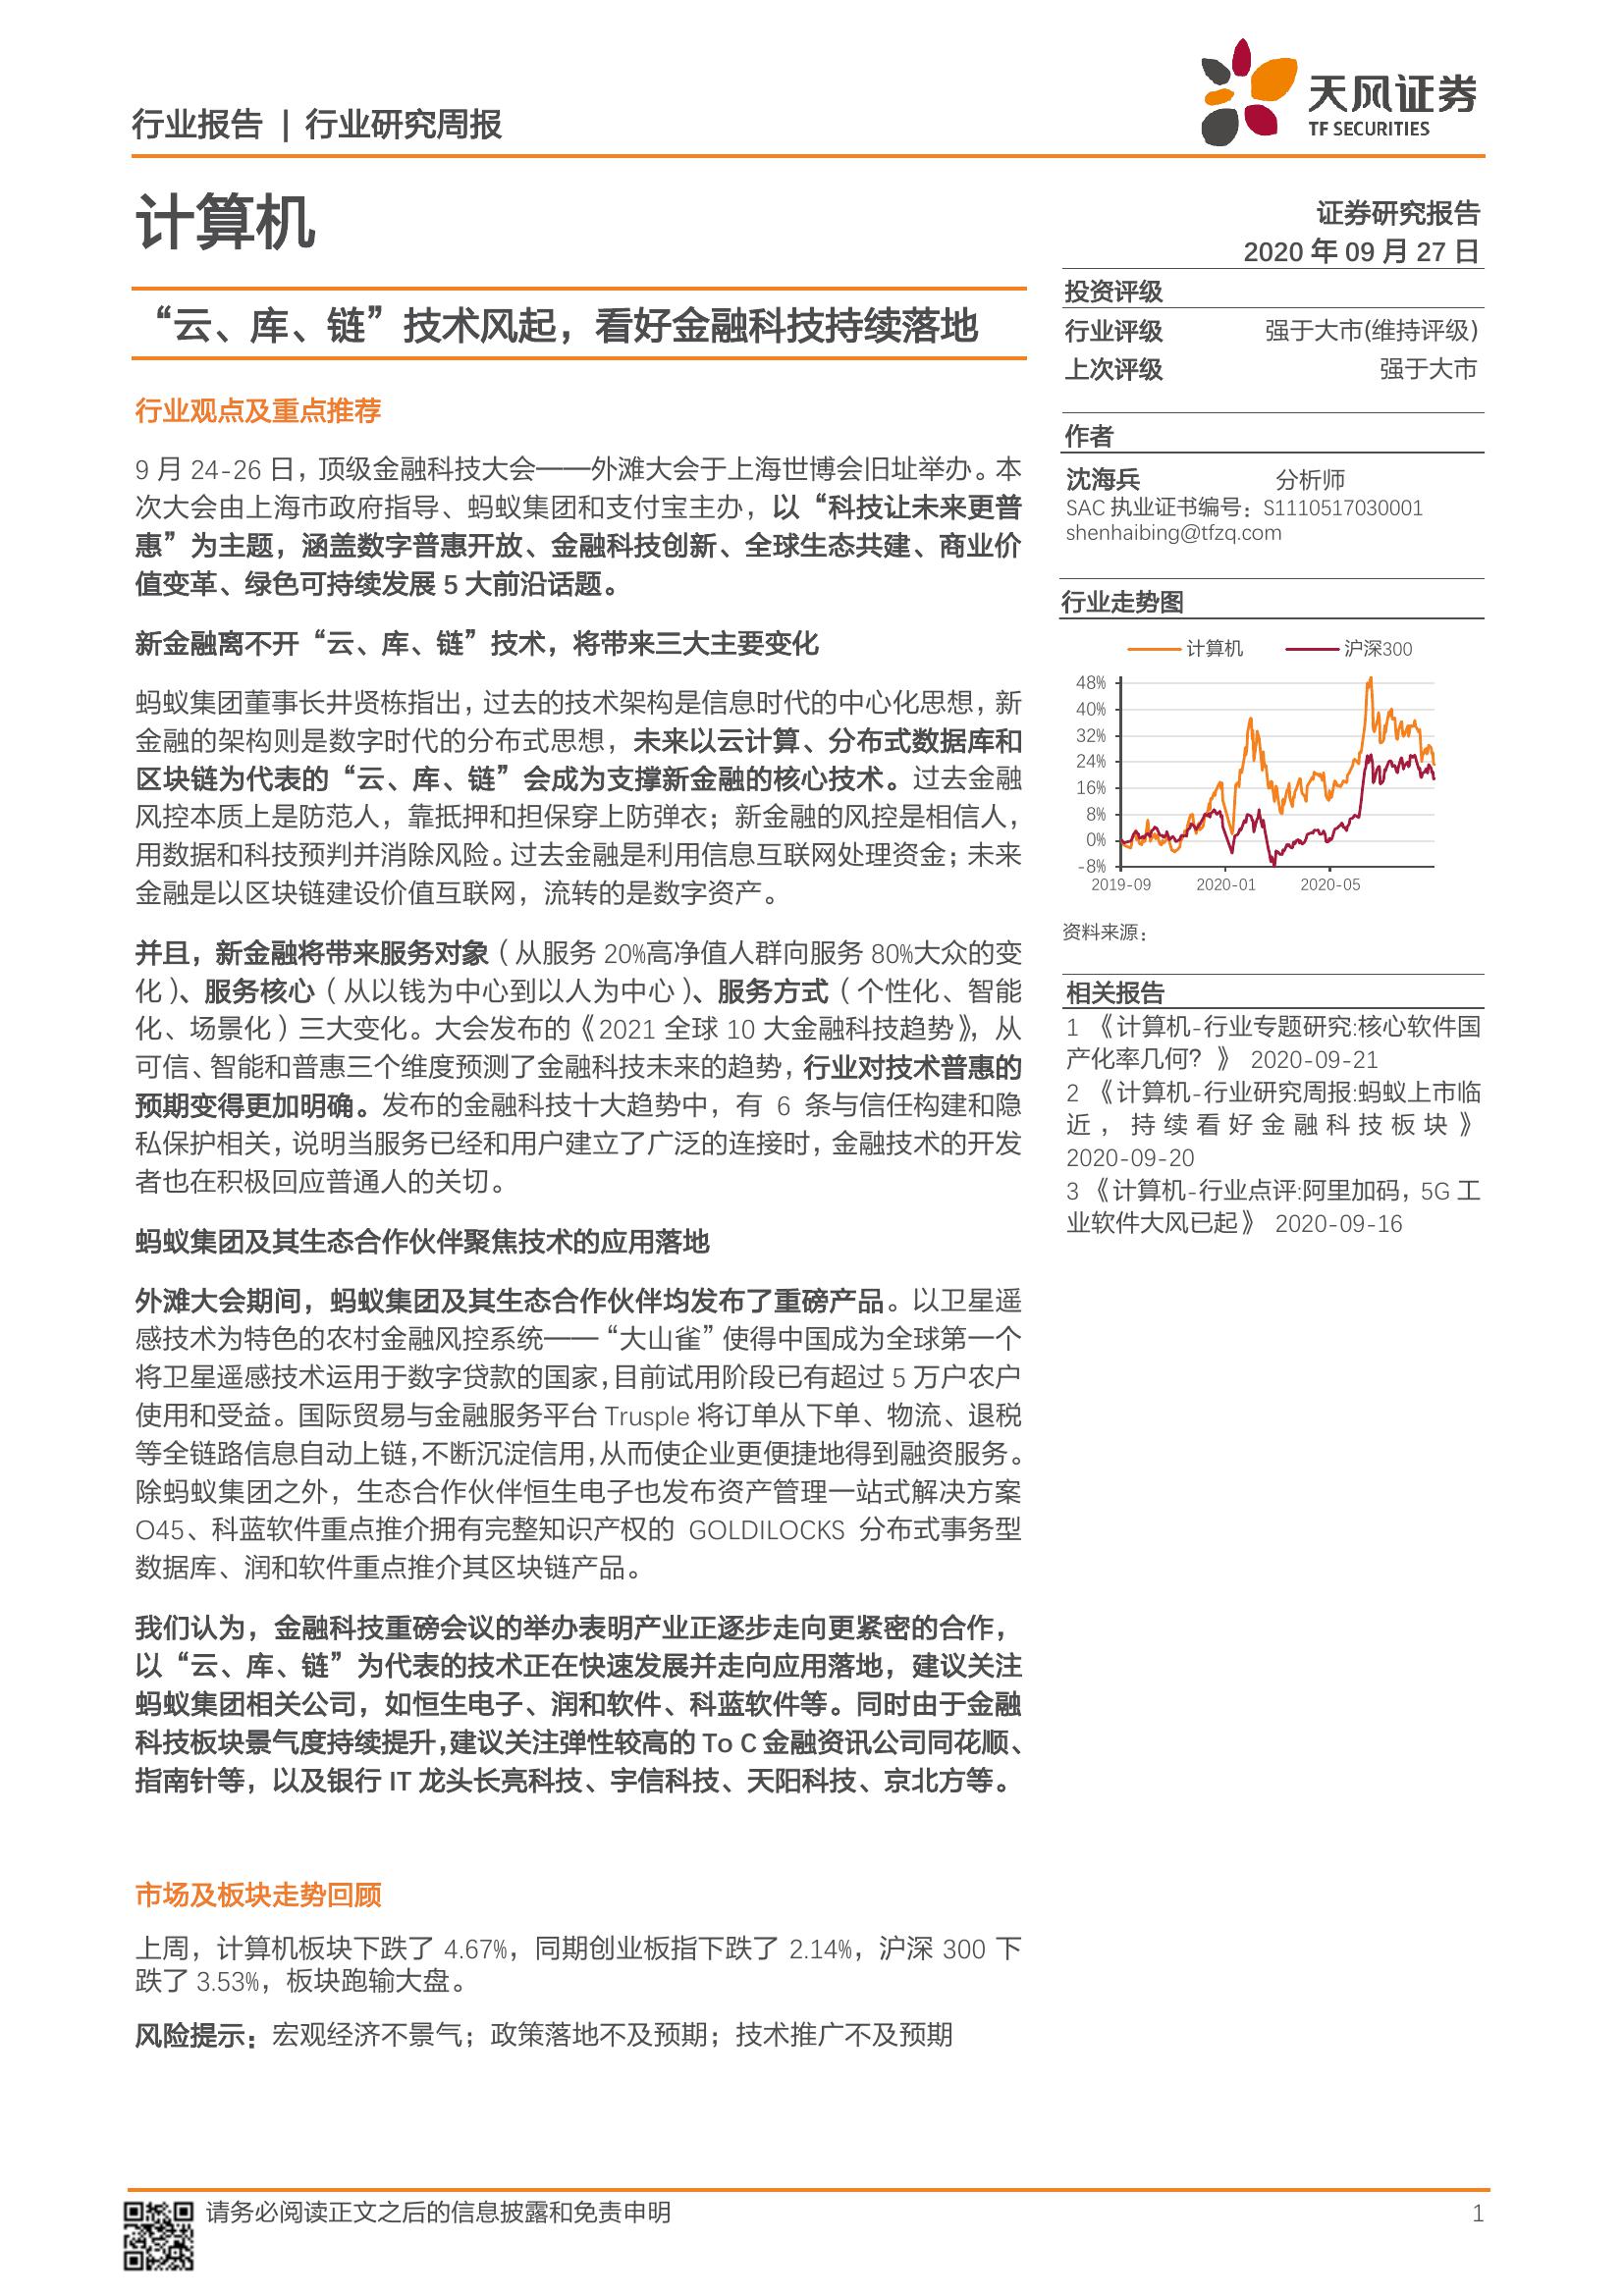 行业报告 | 行业研究周报
天风证券
TF SECURITIES
计算机
证券研究报告
2020 年 09 月 27 日
“云、库、链”技术风起，看好金融科技持续落地
行业观点及重点推荐
9 月 24-26 日，顶级金融科技大会——外滩大会于上海世博会旧址举办。本
次大会由上海市政府指导、蚂蚁集团和支付宝主办，以“科技让未来更普
惠”为主题，涵盖数字普惠开放、金融科技创新、全球生态共建、商业价
值变革、绿色可持续发展 5 大前沿话题。
新金融离不开“云、库、链”技术，将带来三大主要变化
蚂蚁集团董事长井贤栋指出，过去的技术架构是信息时代的中心化思想，新
金融的架构则是数字时代的分布式思想，未来以云计算、分布式数据库和
区块链为代表的“云、库、链”会成为支撑新金融的核心技术。过去金融
风控本质上是防范人，靠抵押和担保穿上防弹衣；新金融的风控是相信人，
用数据和科技预判并消除风险。过去金融是利用信息互联网处理资金；未来
金融是以区块链建设价值互联网，流转的是数字资产。
并且，新金融将带来服务对象（从服务 20%高净值人群向服务 80%大众的变
化）、服务核心（从以钱为中心到以人为中心）、服务方式（个性化、智能
化、场景化）三大变化。大会发布的《2021 全球 10 大金融科技趋势》，从
可信、智能和普惠三个维度预测了金融科技未来的趋势，行业对技术普惠的
预期变得更加明确。发布的金融科技十大趋势中，有 6 条与信任构建和隐
私保护相关，说明当服务已经和用户建立了广泛的连接时，金融技术的开发
者也在积极回应普通人的关切。
蚂蚁集团及其生态合作伙伴聚焦技术的应用落地
外滩大会期间，蚂蚁集团及其生态合作伙伴均发布了重磅产品。以卫星遥
感技术为特色的农村金融风控系统——“大山雀”使得中国成为全球第一个
将卫星遥感技术运用于数字贷款的国家，目前试用阶段已有超过 5 万户农户
使用和受益。国际贸易与金融服务平台 Trusple 将订单从下单、物流、退税
等全链路信息自动上链，不断沉淀信用，从而使企业更便捷地得到融资服务。
除蚂蚁集团之外，生态合作伙伴恒生电子也发布资产管理一站式解决方案
O45、科蓝软件重点推介拥有完整知识产权的 GOLDILOCKS 分布式事务型
数据库、润和软件重点推介其区块链产品。
我们认为，金融科技重磅会议的举办表明产业正逐步走向更紧密的合作，
以“云、库、链”为代表的技术正在快速发展并走向应用落地，建议关注
蚂蚁集团相关公司，如恒生电子、润和软件、科蓝软件等。同时由于金融
科技板块景气度持续提升，建议关注弹性较高的 To C 金融资讯公司同花顺、
指南针等，以及银行 IT 龙头长亮科技、宇信科技、天阳科技、京北方等。
市场及板块走势回顾
上周，计算机板块下跌了 4.67%，同期创业板指下跌了 2.14%，沪深 300 下
跌了 3.53%，板块跑输大盘。
风险提示：宏观经济不景气；政策落地不及预期；技术推广不及预期
投资评级
行业评级 强于大市(维持评级)
上次评级 强于大市
作者
沈海兵 分析师
SAC 执业证书编号：S1110517030001
shenhaibing@tfzq.com
行业走势图
计算机 沪深300
48%
40%
32%
24%
16%
8%
0%
-8%
2019-09 2020-01 2020-05
资料来源：
相关报告
1 《计算机-行业专题研究:核心软件国
产化率几何？》 2020-09-21
2 《计算机-行业研究周报:蚂蚁上市临
近，持续看好金融科技板块》
2020-09-20
3 《计算机-行业点评:阿里加码，5G 工
业软件大风已起》 2020-09-16
请务必阅读正文之后的信息披露和免责申明 1